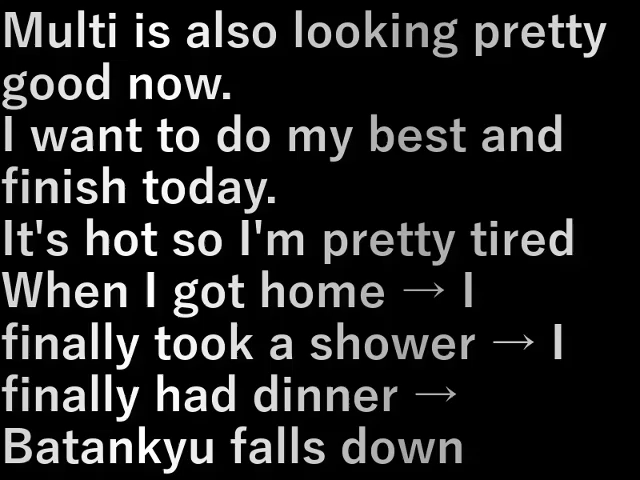 Multi is also looking pretty
good now.
I want to do my best and
finish today.
It's hot so I'm pretty tired
When I got home → I
finally took a shower → I
finally had dinner →
Batankyu falls down